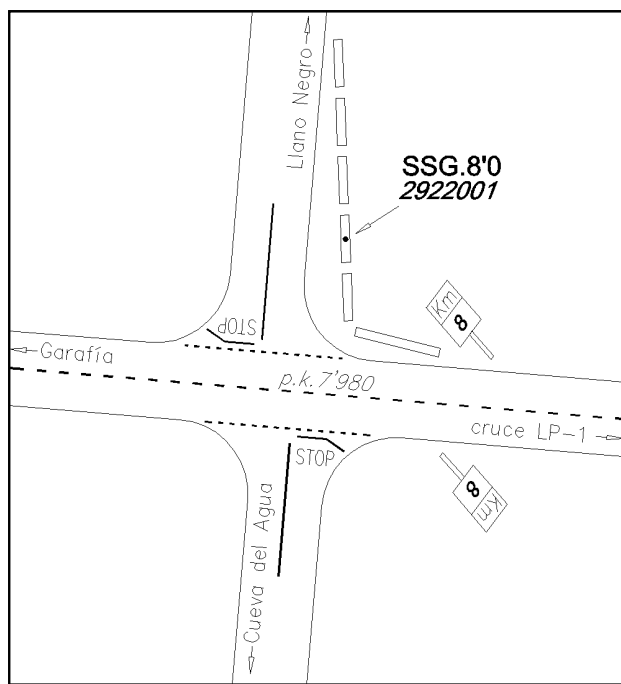 Llano Negro
SSG.8'0
2922001
Km
8
STOP
Garafía
p.k. 7'980
cruce LP-1
STOP
8
Km
Cueva del Agua